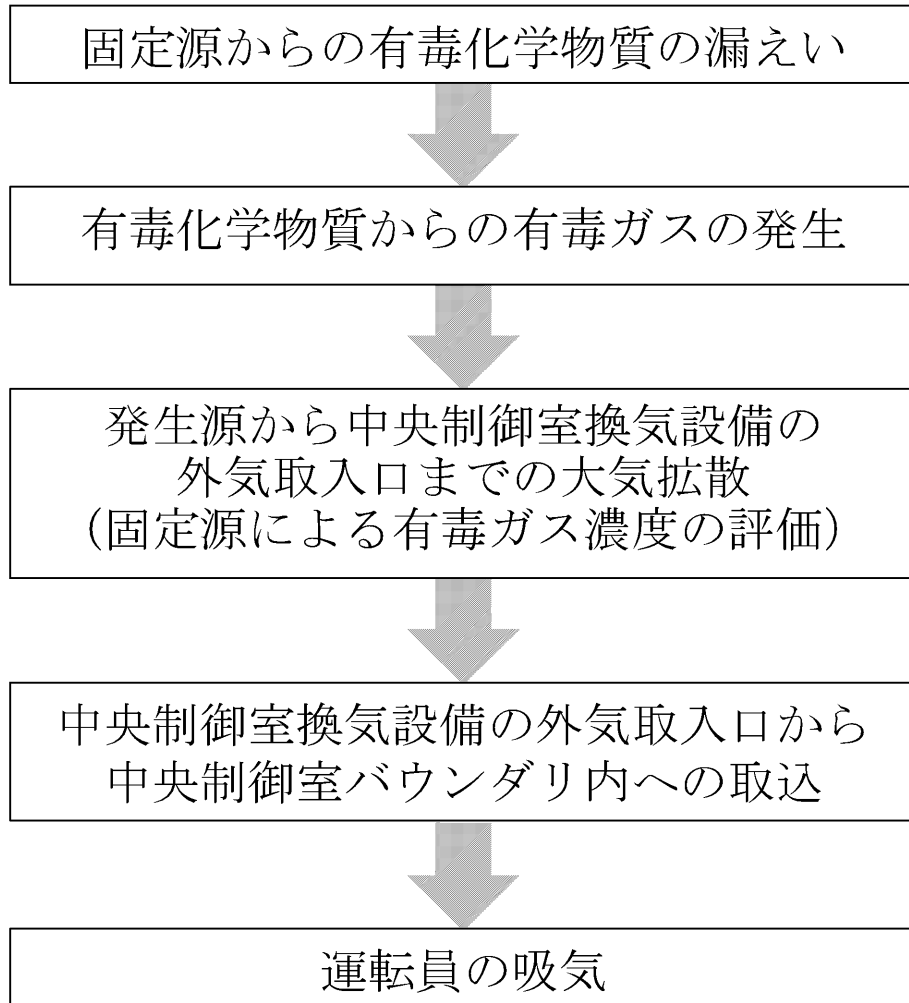 固定源からの有毒化学物質の漏えい
有毒化学物質からの有毒ガスの発生
発生源から中央制御室換気設備の
外気取入口までの大気拡散
(固定源による有毒ガス濃度の評価)
中央制御室換気設備の外気取入口から
中央制御室バウンダリ内への取込
運転員の吸気